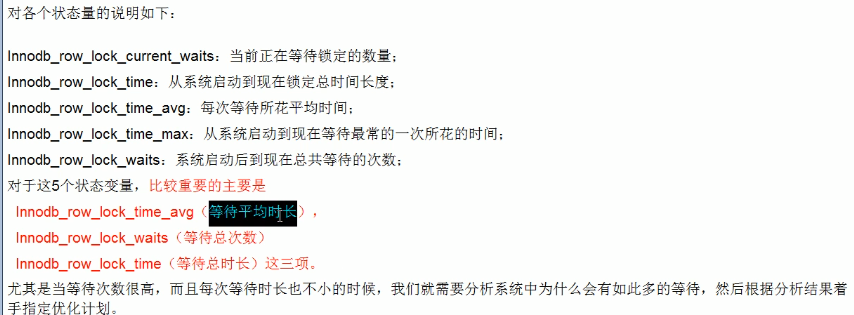 对各个状态量的说明如下：
Innodb_row_lock_current_waits：当前正在等待锁定的数量；
Innodb_row_lock_time：从系统启动到现在锁定总时间长度；
Innodb_row_lock_time_avg：每次等待所花平均时间；
Innodb_row_lock_time_max：从系统启动到现在等待最常的一次所花的时间；
Innodb_row_lock_waits：系统启动后到现在总共等待的次数；
对于这5个状态变量，比较重要的主要是
Innodb_row_lock_time_avg（等待平均时长），
Innodb_row_lock_waits（等待总次数）
Innodb_row_lock_time（等待总时长）这三项。
尤其是当等待次数很高，而且每次等待时长也不小的时候，我们就需要分析系统中为什么会有如此多的等待，然后根据分析结果着
手指定优化计划。